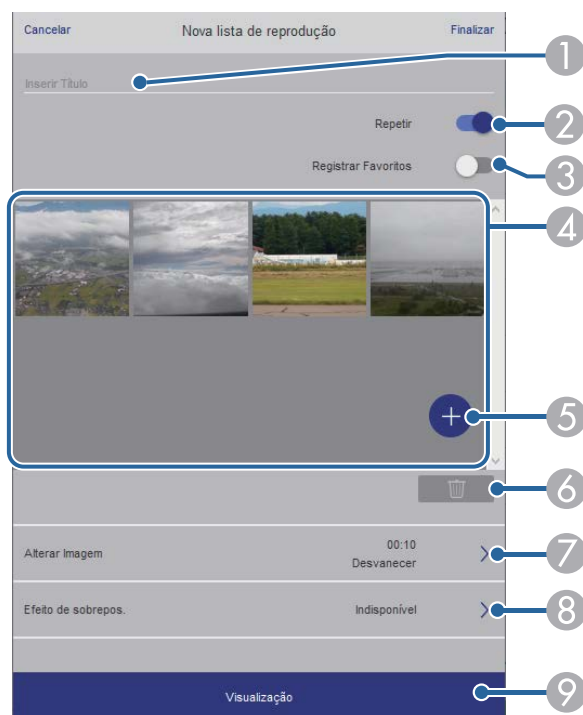 Cancelar Nova lista de reprodução Finalizar
1
Inserir Título
Repetir 2
Registrar Favoritos 3
4
+ 5
6
Alterar Imagem 00:10 7
Desvanecer
Efeito de sobrepos. Indisponível 8
Visualização 9